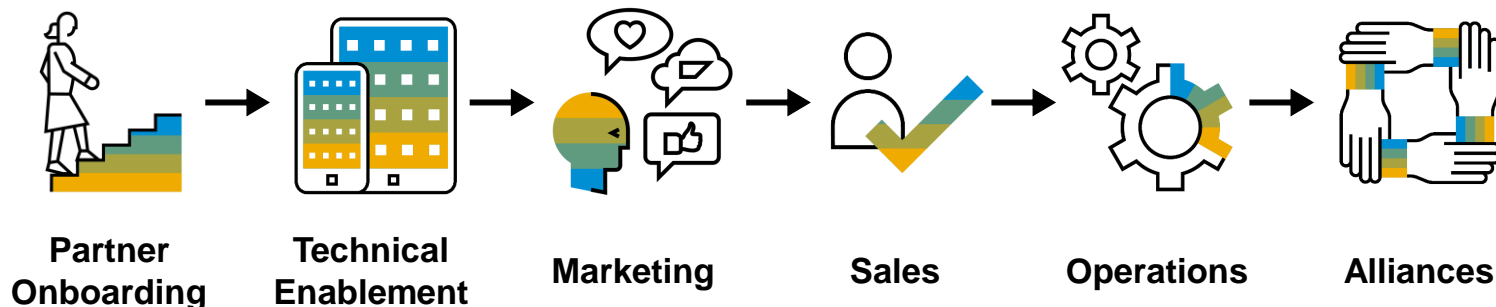 Partner
Onboarding
Technical
Enablement
Marketing
Sales
Operations
Alliances